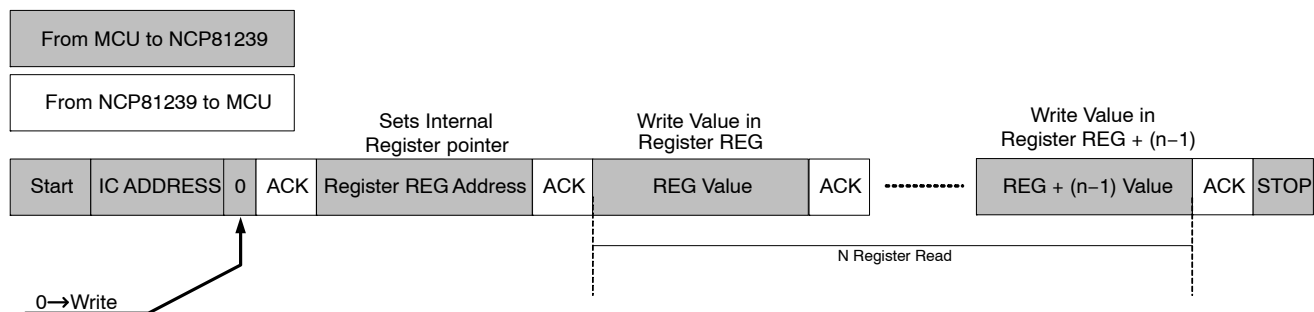 From MCU to NCP81239
From NCP81239 to MCU
Sets Internal
Register pointer
Write Value in
Register REG
Write Value in
Register REG + (n−1)
Start IC ADDRESS 0 ACK Register REG Address ACK REG Value ACK REG + (n−1) Value ACK STOP
N Register Read
0→Write